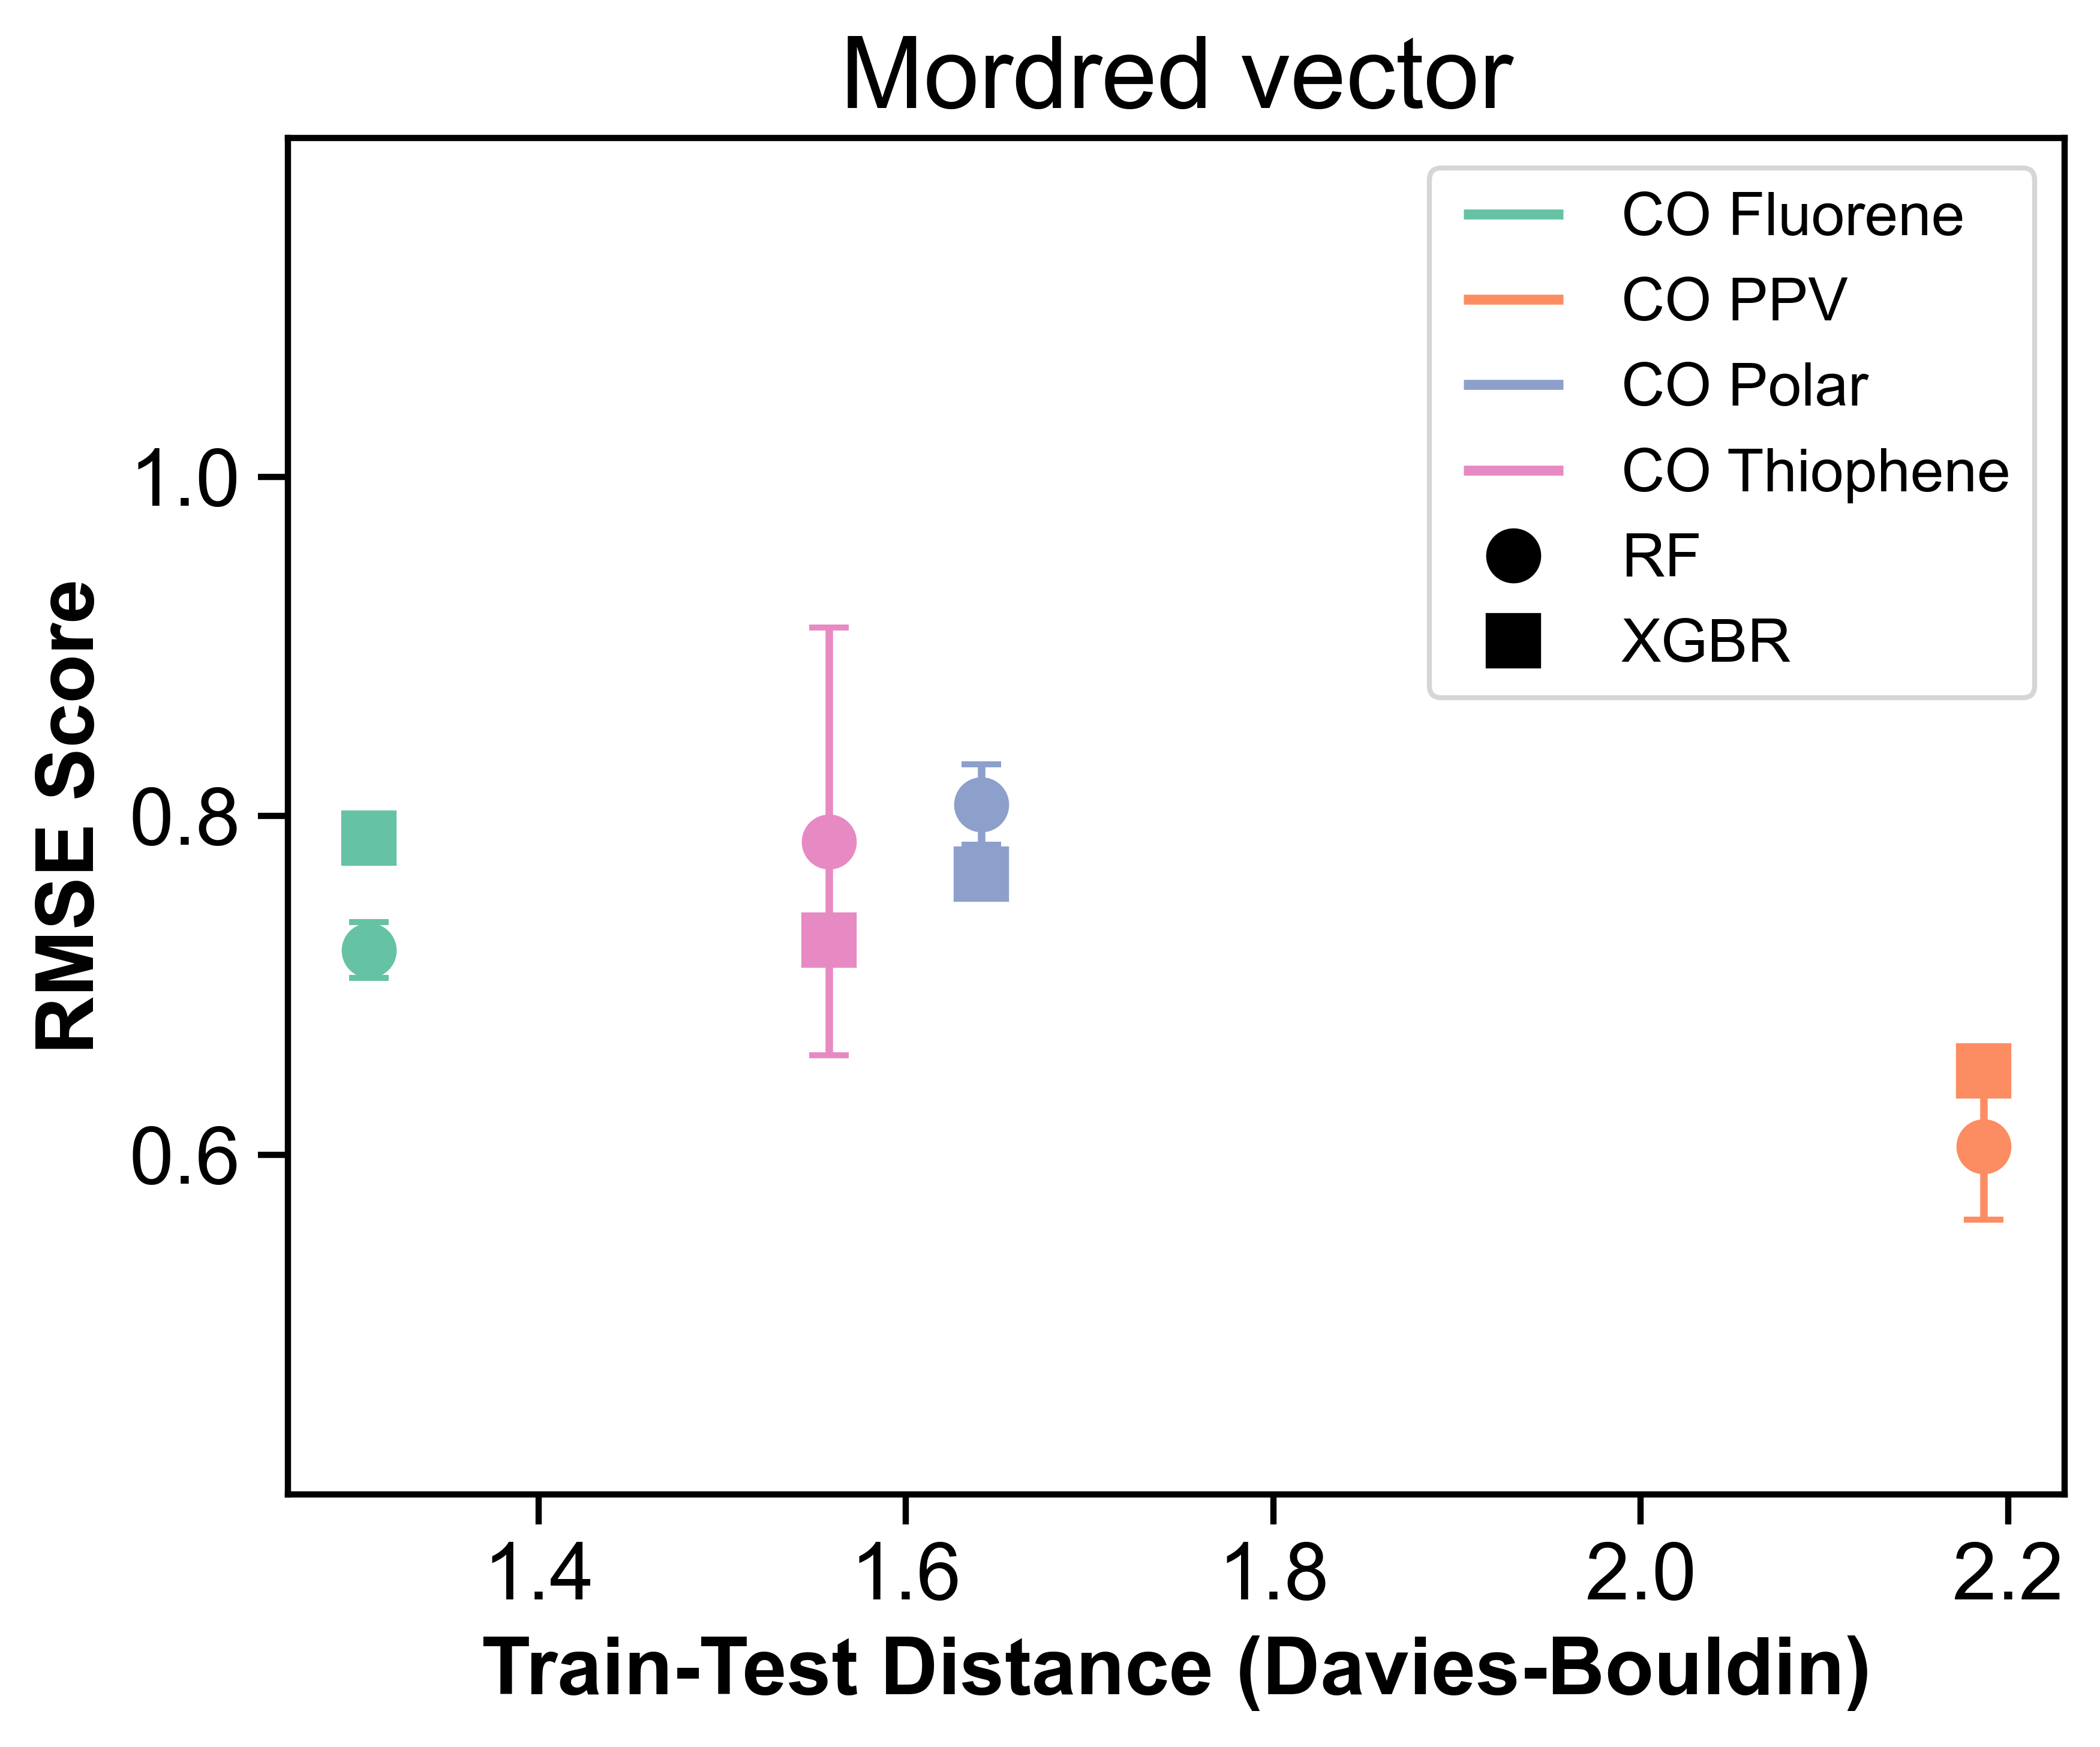 Mordred vector
CO Fluorene
CO PPV
CO Polar
CO Thiophene
RF
XGBR
RMSE Score
1.0
0.8
0.6
1.4 1.6 1.8 2.0 2.2
Train-Test Distance (Davies-Bouldin)